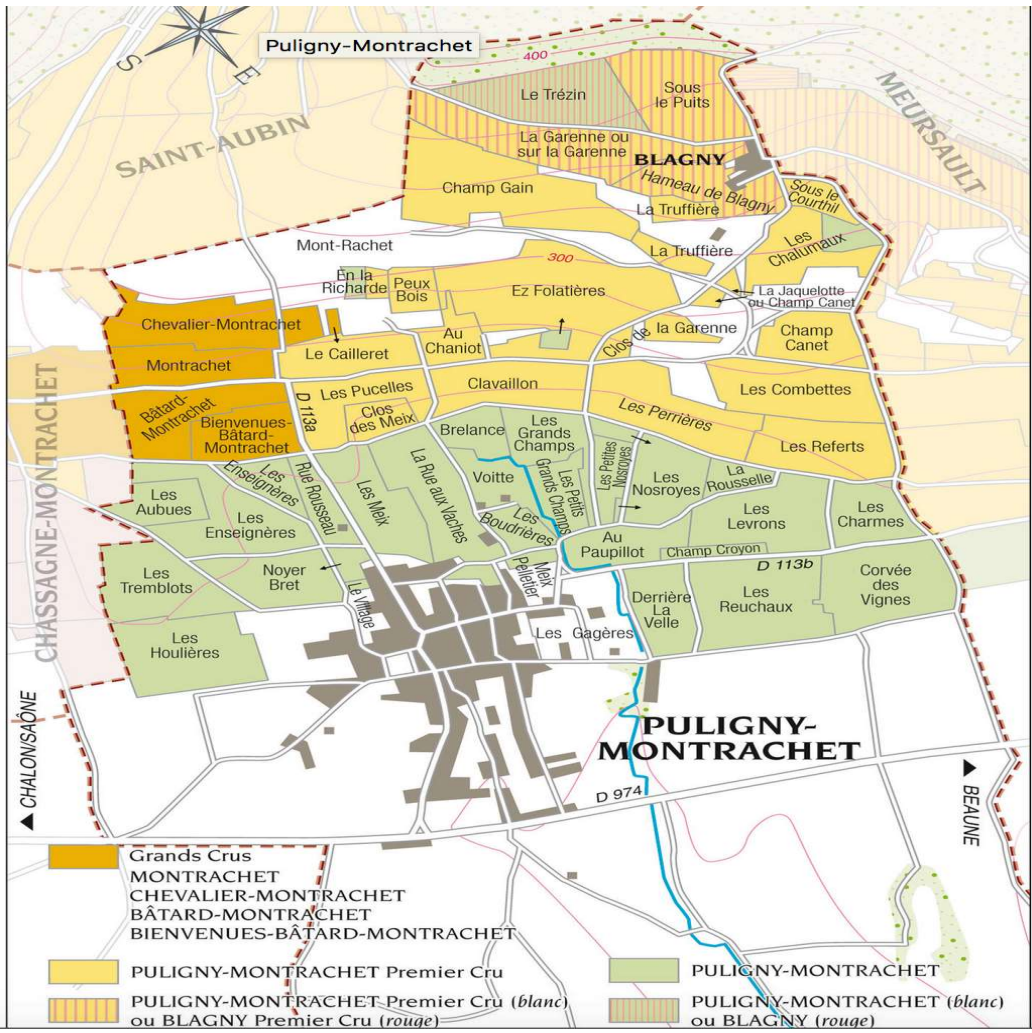 Puligny-Montrachet
S
E
400
SAINT-AUBIN
MEURSAULT
Le Trézin
Sous
le Puits
La Garenne ou
sur la Garenne
BLAGNY
Hameau de Blagny
Champ Gain
La Truffière
Sous le
Courthil
Mont-Rachet
La Truffière
Les
Chalumaux
300
En la
Richarde
Peux
Bois
Ez Folatières
La Jaquelotte
ou Champ Canet
Chevalier-Montrachet
Le Cailleret
Au
Chaniot
Clos de
la Garenne
Champ
Canet
Montrachet
CHASSAGNE-MONTRACHET
Bâtard-
Montrachet
Bienvenues-
Bâtard-
Montrachet
D 113a
Les Pucelles
Clos
des Meix
Clavaillon
Les Combettes
Les Perrières
Les Referts
Brelance
Les
Grands
Champs
Les
Enseignères
Rue Rousseau
Les Meix
La Rue aux Vaches
Voitte
Grands Champs
Les Petits
Les Petites
Nosroyes
Les
Nosroyes
La
Rousselle
Les
Aubues
Les
Enseignères
Les
Boudrières
Au
Paupillot
Les
Levrons
Les
Charmes
Champ Croyon
D 113b
Les
Tremblots
Noyer
Bret
Le Village
Meix
Pelletier
Derrière
La
Velle
Les
Reuchaux
Corvée
des
Vignes
Les
Houlières
Les Gagères
CHALON/SAÔNE
PULIGNY-
MONTRACHET
D 974
BEAUNE
Grands Crus
MONTRACHET
CHEVALIER-MONTRACHET
BÂTARD-MONTRACHET
BIENVENUES-BÂTARD-MONTRACHET
PULIGNY-MONTRACHET Premier Cru
PULIGNY-MONTRACHET Premier Cru (blanc)
ou BLAGNY Premier Cru (rouge)
PULIGNY-MONTRACHET
PULIGNY-MONTRACHET (blanc)
ou BLAGNY (rouge)